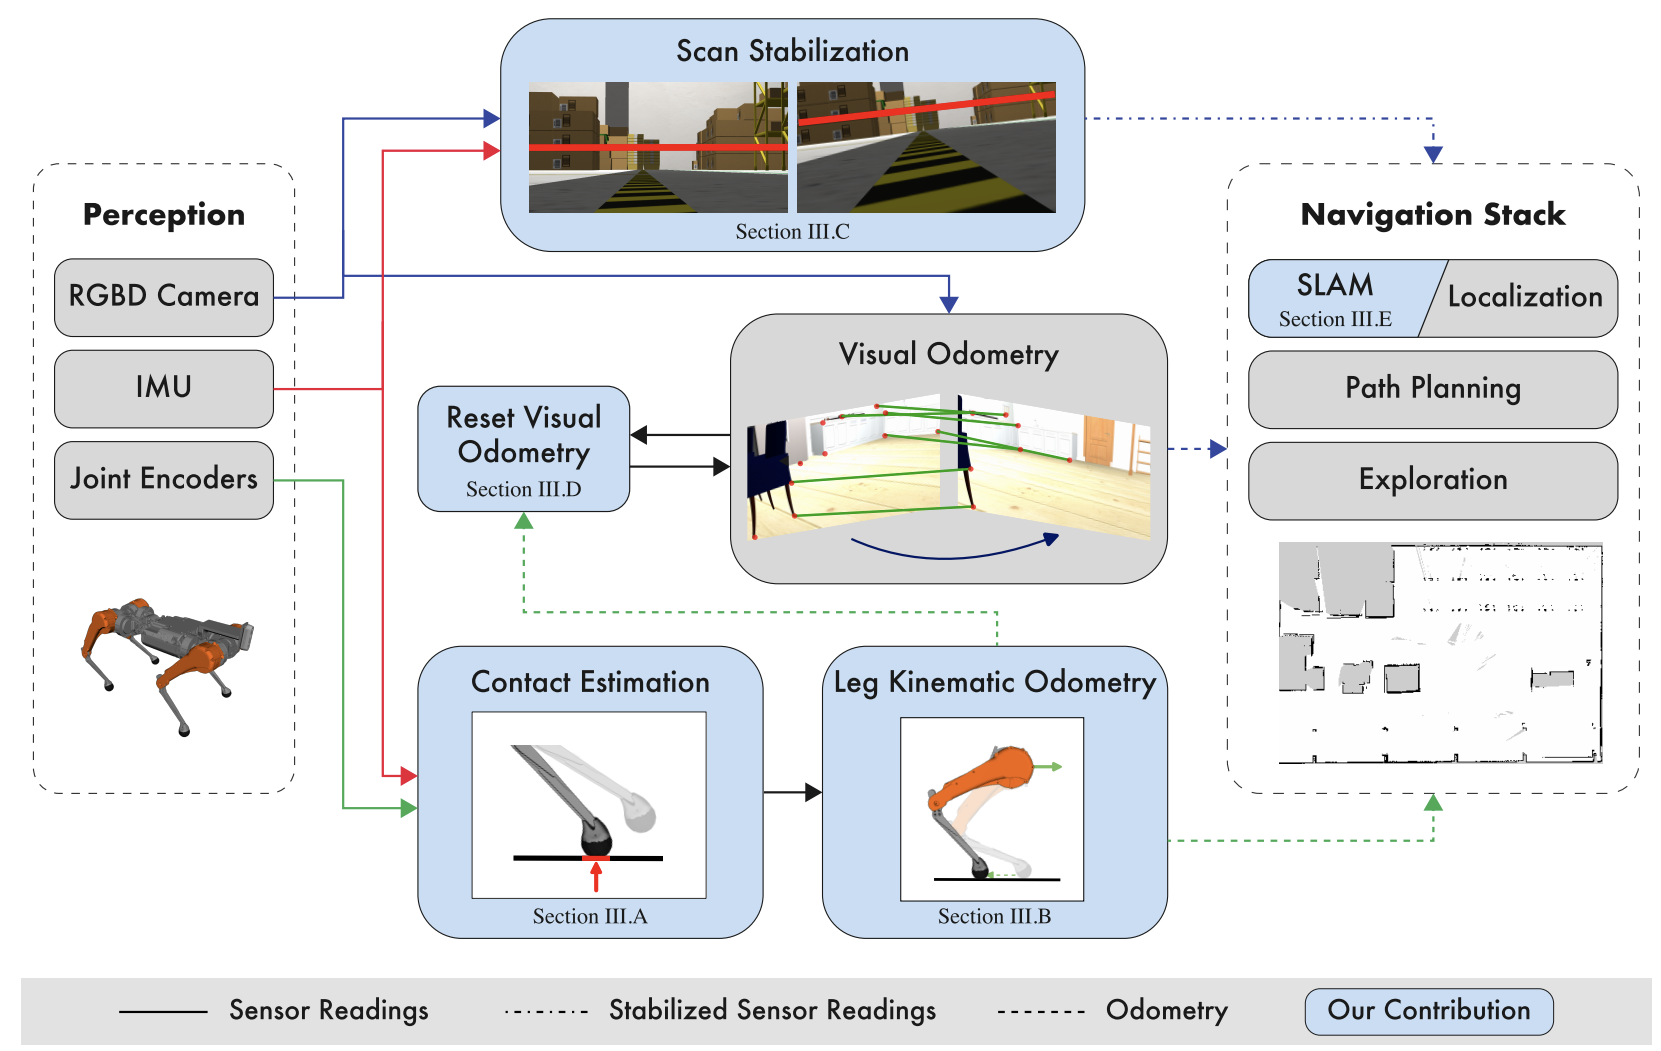 Scan Stabilization
Section III.C
Perception
RGBD Camera
IMU
Joint Encoders
Navigation Stack
SLAM
Section III.E
Localization
Path Planning
Exploration
Visual Odometry
Reset Visual
Odometry
Section III.D
Contact Estimation
Section III.A
Leg Kinematic Odometry
Section III.B
Sensor Readings
Stabilized Sensor Readings
Odometry
Our Contribution